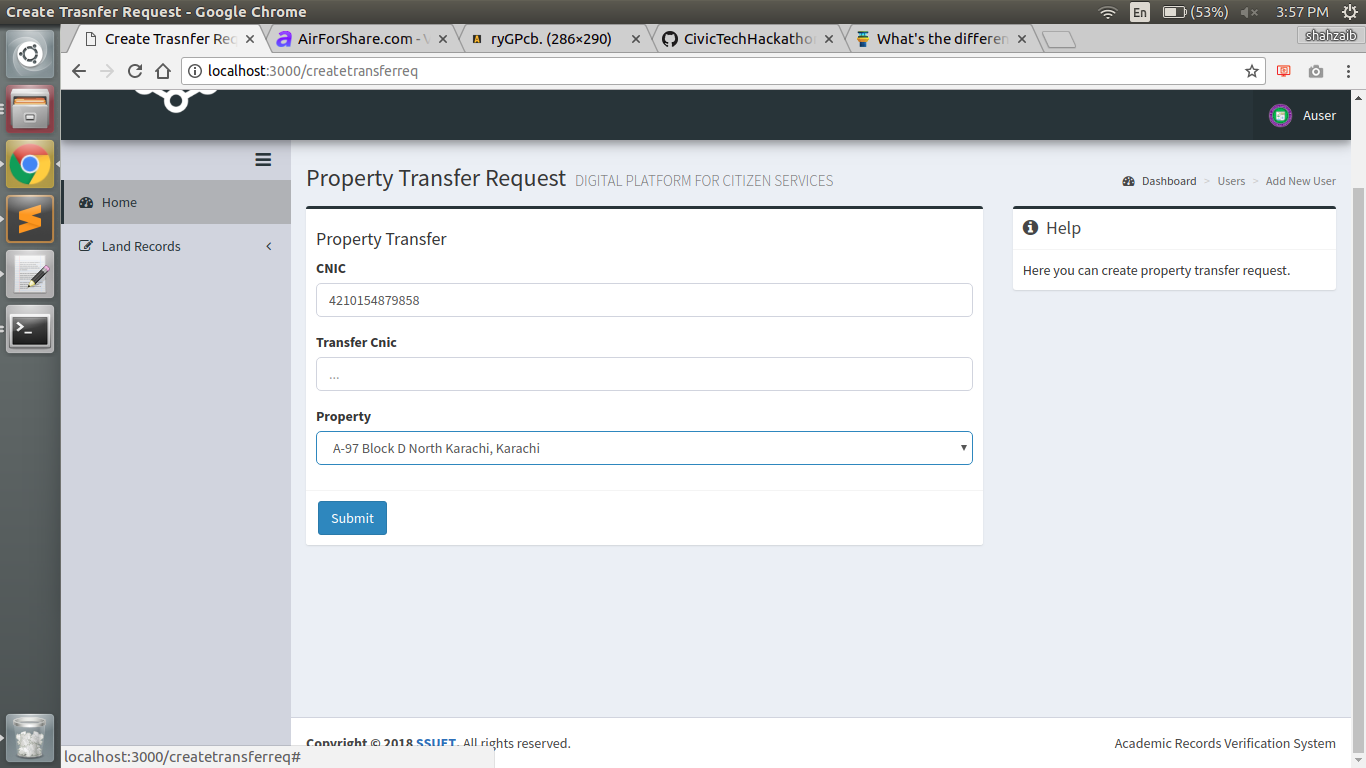 Create Trasnfer Request - Google Chrome
En (53%) 3:57 PM
Create Trasnfer Rec AirForShare.com - ryGPcb. (286×290) CivicTechHackatho What's the differen shahzaib
localhost:3000/createtransferreq
Auser
Property Transfer Request DIGITAL PLATFORM FOR CITIZEN SERVICES
Dashboard > Users > Add New User
Home
Land Records
Property Transfer
CNIC
4210154879858
Transfer Cnic
...
Property
A-97 Block D North Karachi, Karachi
Submit
Help
Here you can create property transfer request.
Copyright © 2018 SSUET. All rights reserved.
Academic Records Verification System
localhost:3000/createtransferreq#